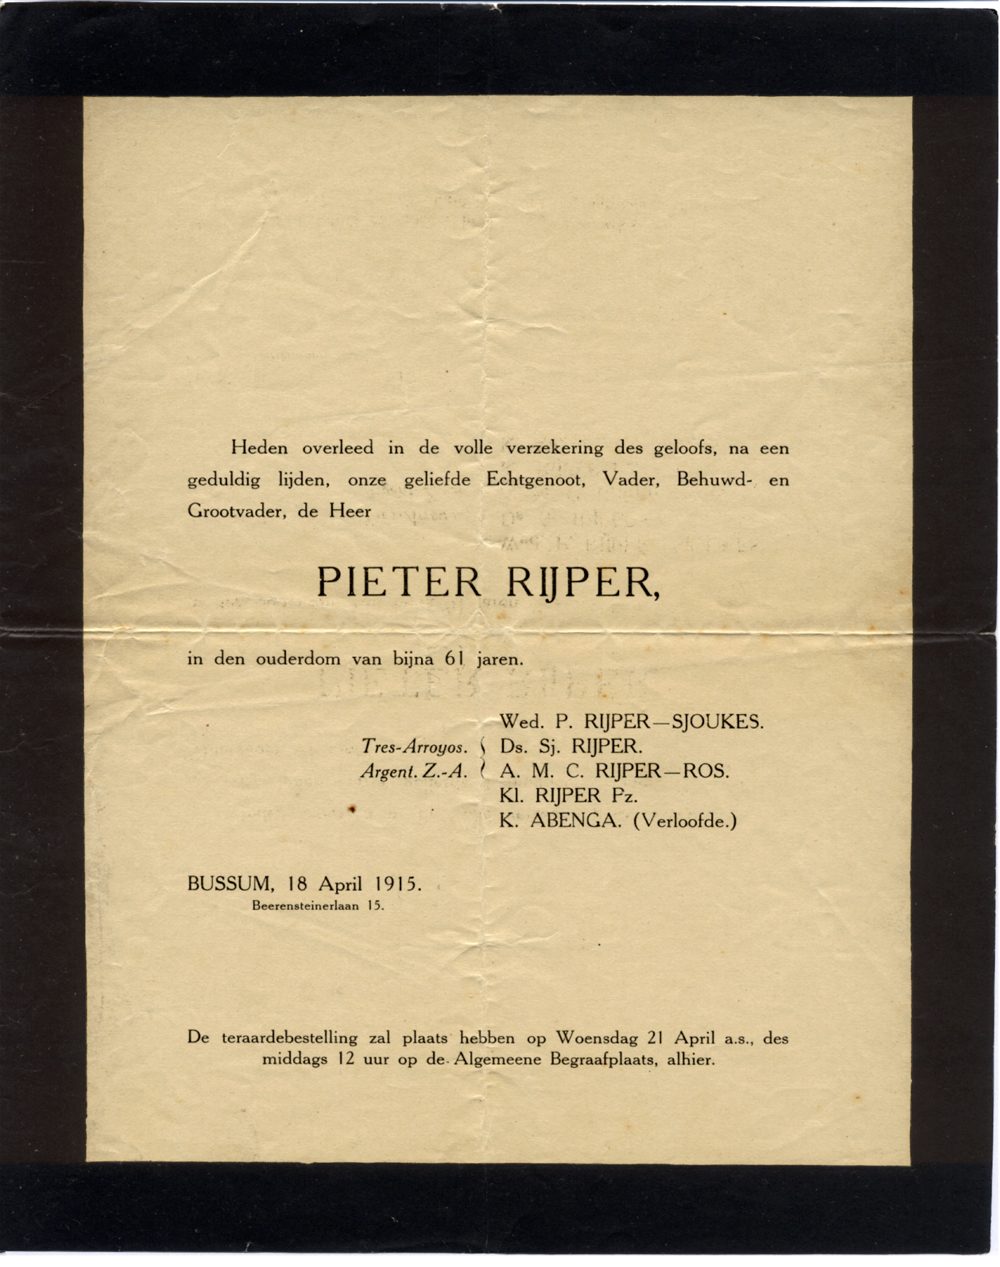 Heden overleed in de volle verzekering des geloofs, na een
geduldig lijden, onze geliefde Echtgenoot, Vader, Behuwd- en
Grootvader, de Heer
PIETER RIJPER,
in den ouderdom van bijna 61 jaren.
Wed. P. RIJPER—SJOUKES.
Tres-Arroyos. Ds. Sj. RIJPER.
Argent. Z.-A. A. M. C. RIJPER—ROS.
Kl. RIJPER Pz.
K. ABENGA. (Verloofde.)
BUSSUM, 18 April 1915.
Beerensteinerlaan 15.
De teraardebestelling zal plaats hebben op Woensdag 21 April a.s., des
middags 12 uur op de Algemeene Begraafplaats, alhier.